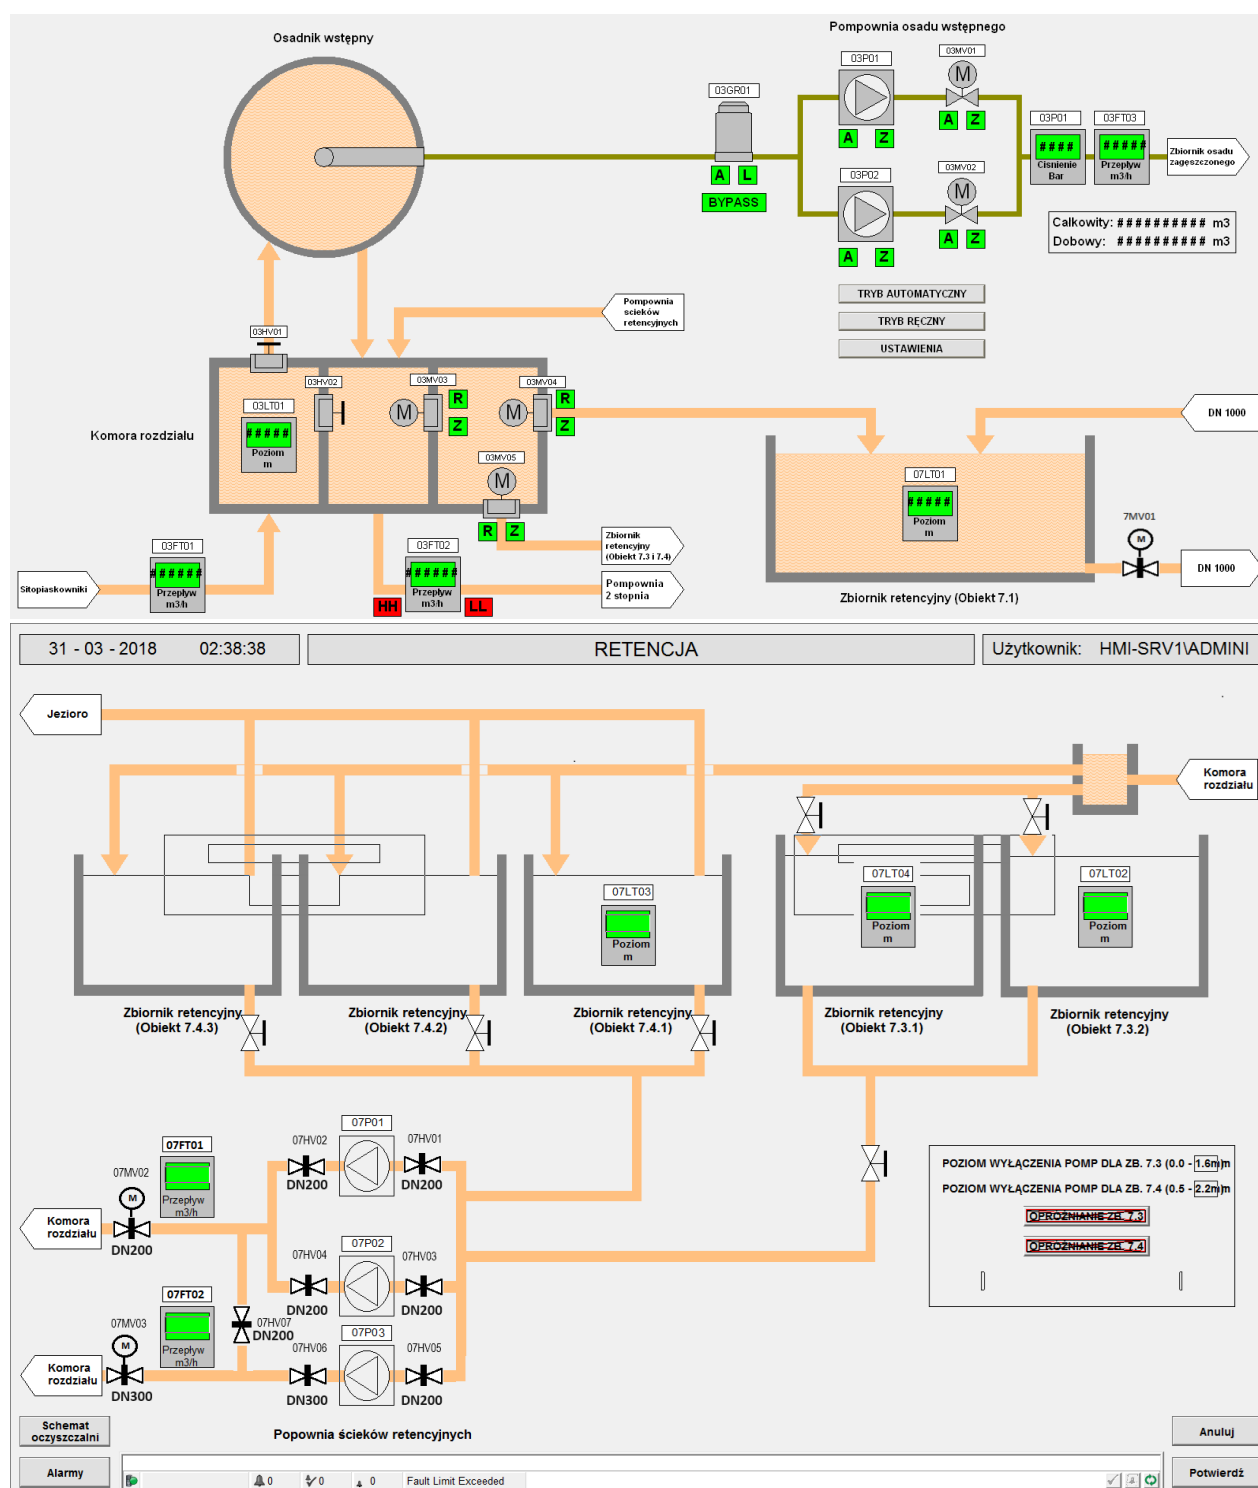 Osadnik wstępny
Pompownia osadu wstępnego
03P01
03MV01
M
03GR01
A Z
A Z
03P01
03FT03
####
#####
Ciśnienie
Bar
Przepływ
m3/h
Zbiornik osadu
zagęszczonego
A L
BYPASS
03P02
03MV02
M
A Z
A Z
Całkowity: ########## m3
Dobowy: ########## m3
TRYB AUTOMATYCZNY
TRYB RĘCZNY
USTAWIENIA
Pompownia
ścieków
retencyjnych
03HV01
03HV02
03MV03
03MV04
03LT01
#####
Poziom
m
M
R
Z
M
R
Z
Komora rozdziału
03MV05
M
R Z
DN 1000
07LT01
#####
Poziom
m
7MV01
M
DN 1000
Zbiornik retencyjny (Obiekt 7.1)
Zbiornik
retencyjny
(Obiekt 7.3 i 7.4)
03FT01
######
Przepływ
m3/h
Sitopiaskowniki
03FT02
######
Przepływ
m3/h
HH
LL
Pompownia
2 stopnia
31 - 03 - 2018 02:38:38
RETENCJA
Użytkownik: HMI-SRV1\ADMINI
Jezioro
Komora
rozdziału
07LT03
Poziom
m
07LT04
Poziom
m
07LT02
Poziom
m
Zbiornik retencyjny
(Obiekt 7.4.3)
Zbiornik retencyjny
(Obiekt 7.4.2)
Zbiornik retencyjny
(Obiekt 7.4.1)
Zbiornik retencyjny
(Obiekt 7.3.1)
Zbiornik retencyjny
(Obiekt 7.3.2)
07FT01
Przepływ
m3/h
07MV02
M
DN200
Komora
rozdziału
07HV02
DN200
07P01
07HV01
DN200
07HV04
DN200
07P02
07HV03
DN200
07FT02
Przepływ
m3/h
07MV03
M
DN300
Komora
rozdziału
07HV07
DN200
07HV06
DN300
07P03
07HV05
DN200
POZIOM WYŁĄCZENIA POMP DLA ZB. 7.3 (0.0 - 1.6m)m
POZIOM WYŁĄCZENIA POMP DLA ZB. 7.4 (0.5 - 2.2m)m
OPRÓŻNIANIE ZB. 7.3
OPRÓŻNIANIE ZB. 7.4
Schemat
oczyszczalni
Popownia ścieków retencyjnych
Anuluj
Alarmy
0 0 0 Fault Limit Exceeded
Potwierdź